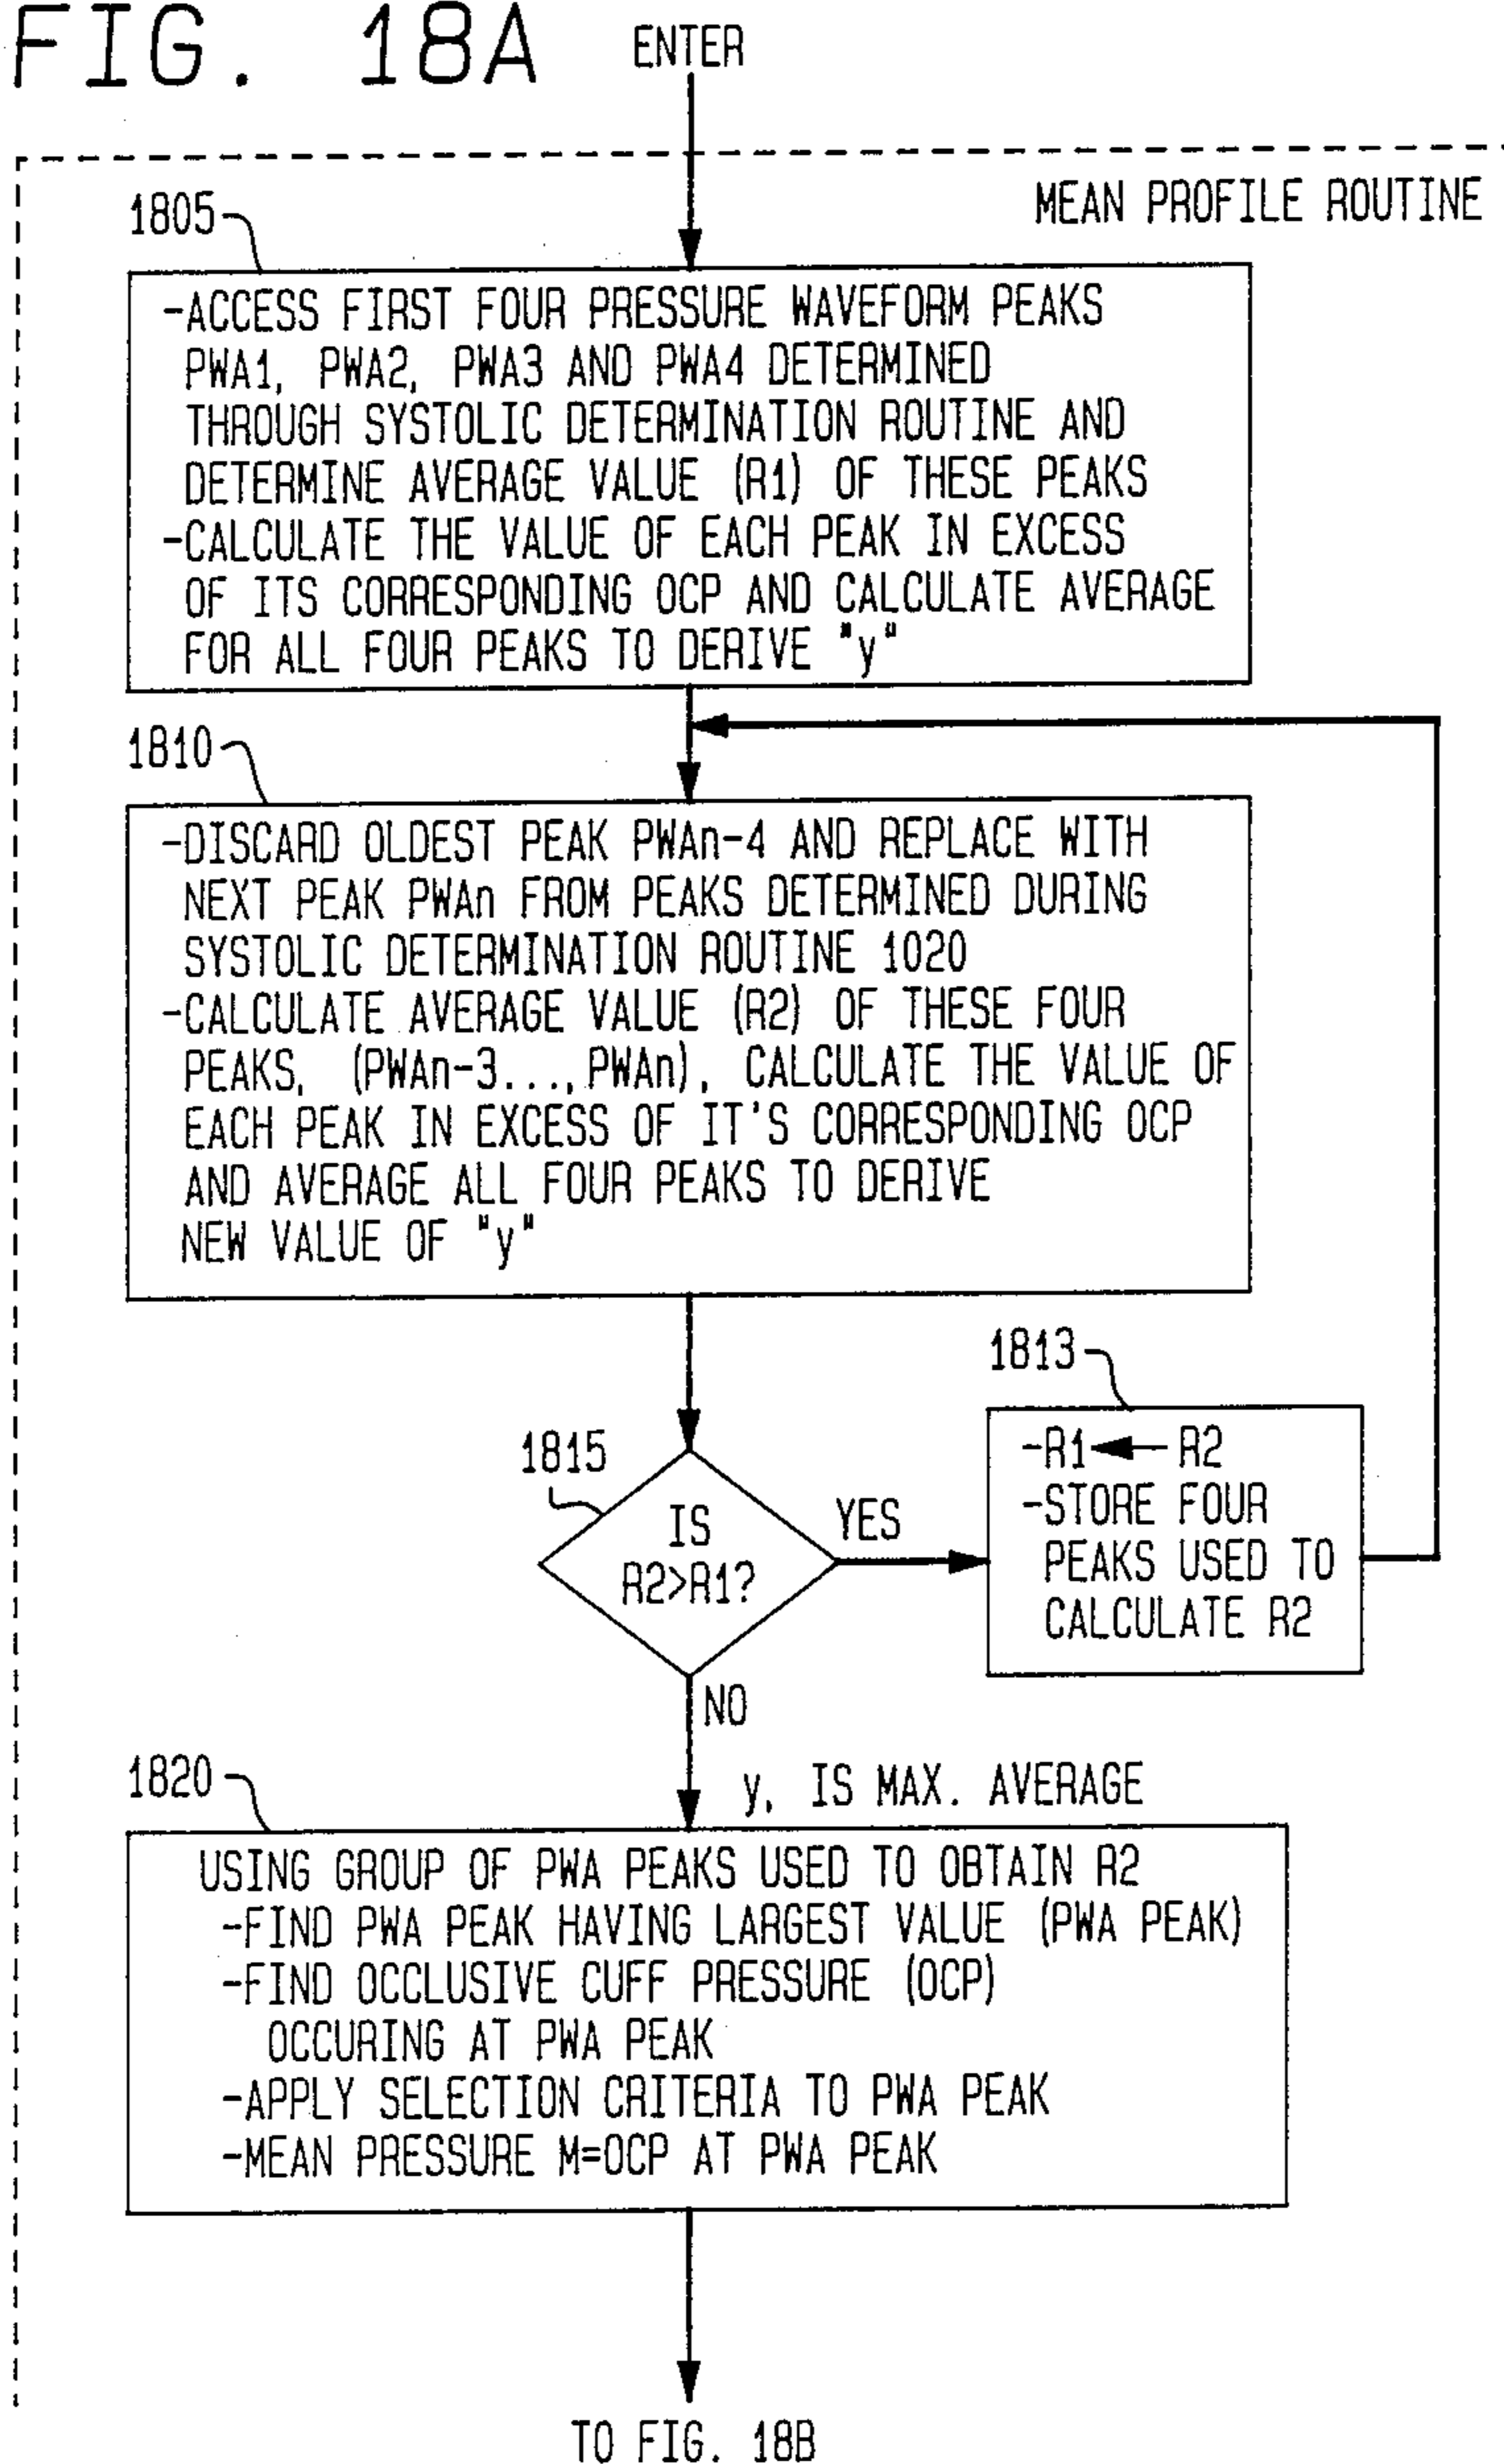 FIG. 18A
ENTER
MEAN PROFILE ROUTINE
1805
-ACCESS FIRST FOUR PRESSURE WAVEFORM PEAKS
PWA1, PWA2, PWA3 AND PWA4 DETERMINED
THROUGH SYSTOLIC DETERMINATION ROUTINE AND
DETERMINE AVERAGE VALUE (R1) OF THESE PEAKS
-CALCULATE THE VALUE OF EACH PEAK IN EXCESS
OF ITS CORRESPONDING OCP AND CALCULATE AVERAGE
FOR ALL FOUR PEAKS TO DERIVE "y"
1810
-DISCARD OLDEST PEAK PWAn-4 AND REPLACE WITH
NEXT PEAK PWAn FROM PEAKS DETERMINED DURING
SYSTOLIC DETERMINATION ROUTINE 1020
-CALCULATE AVERAGE VALUE (R2) OF THESE FOUR
PEAKS, (PWAn-3..., PWAn), CALCULATE THE VALUE OF
EACH PEAK IN EXCESS OF IT'S CORRESPONDING OCP
AND AVERAGE ALL FOUR PEAKS TO DERIVE
NEW VALUE OF "y"
1813
-R1 ← R2
-STORE FOUR
PEAKS USED TO
CALCULATE R2
1815
IS
R2>R1?
YES
NO
y, IS MAX. AVERAGE
1820
USING GROUP OF PWA PEAKS USED TO OBTAIN R2
-FIND PWA PEAK HAVING LARGEST VALUE (PWA PEAK)
-FIND OCCLUSIVE CUFF PRESSURE (OCP)
OCCURING AT PWA PEAK
-APPLY SELECTION CRITERIA TO PWA PEAK
-MEAN PRESSURE M=OCP AT PWA PEAK
TO FIG. 18B